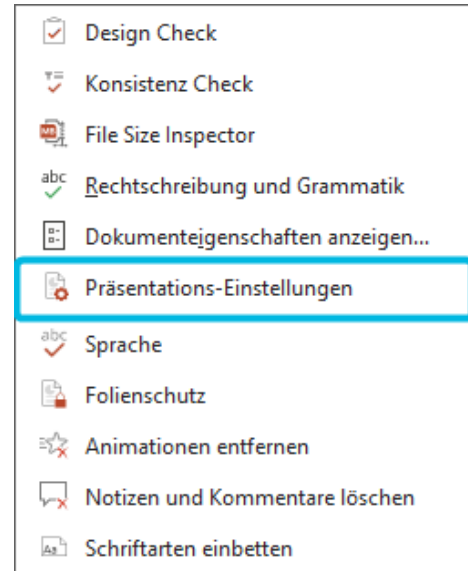 Design Check
Konsistenz Check
File Size Inspector
Rechtschreibung und Grammatik
Dokumenteigenschaften anzeigen...
Präsentations-Einstellungen
Sprache
Folienschutz
Animationen entfernen
Notizen und Kommentare löschen
Schriftarten einbetten